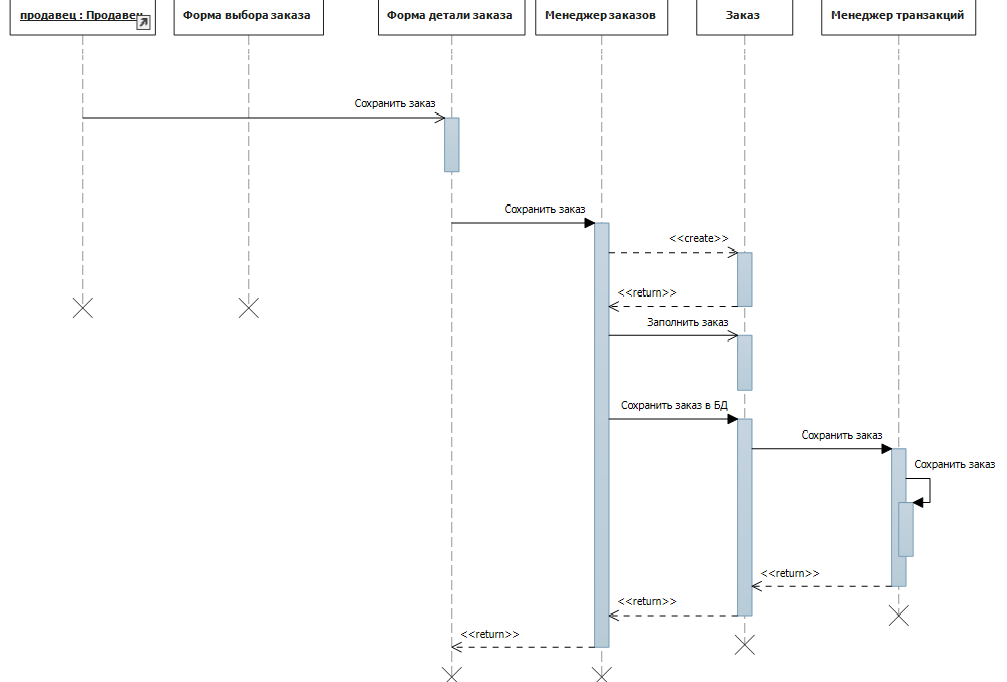 продавец : Продавец
Форма выбора заказа
Форма детали заказа
Менеджер заказов
Заказ
Менеджер транзакций
Сохранить заказ
Сохранить заказ
<<create>>
<<return>>
Заполнить заказ
Сохранить заказ в БД
Сохранить заказ
Сохранить заказ
<<return>>
<<return>>
<<return>>